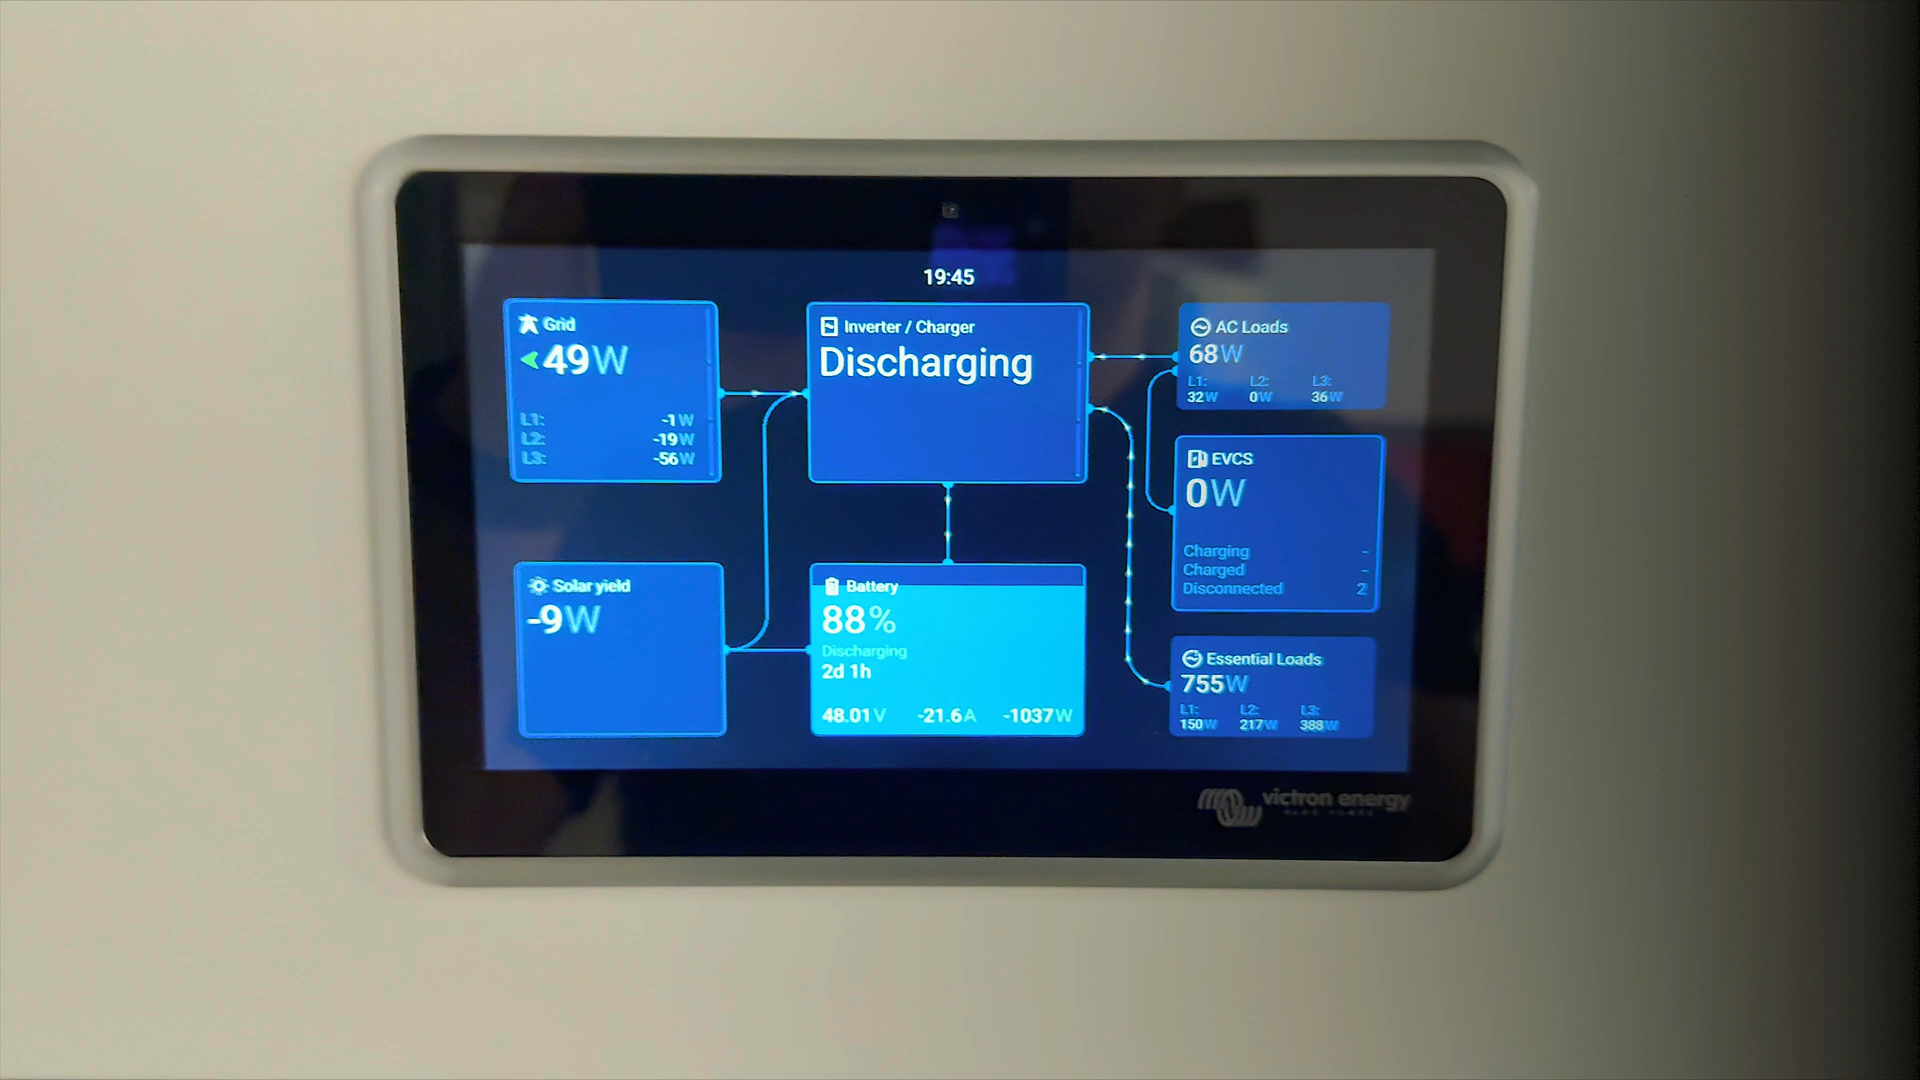 19:45
Grid
49W
L1: -1W
L2: -19W
L3: -56W
Inverter / Charger
Discharging
AC Loads
68W
L1: L2: L3:
32W 0W 36W
EVCS
0W
Charging -
Charged -
Disconnected 2
Solar yield
-9W
Battery
88%
Discharging
2d 1h
48.01V -21.6A -1037W
Essential Loads
755W
L1: L2: L3:
150W 217W 388W
victron energy
BLUE POWER